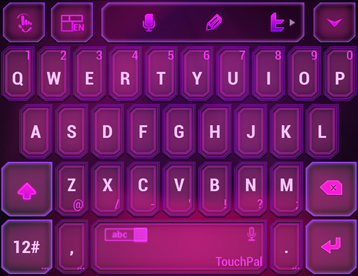 EN
1 2 3 4 5 6 7 8 9 0
Q W E R T Y U I O P
A S D F G H J K L
Z X C V B N M
@ / - _ ! ? ;
12# , abc TouchPal .